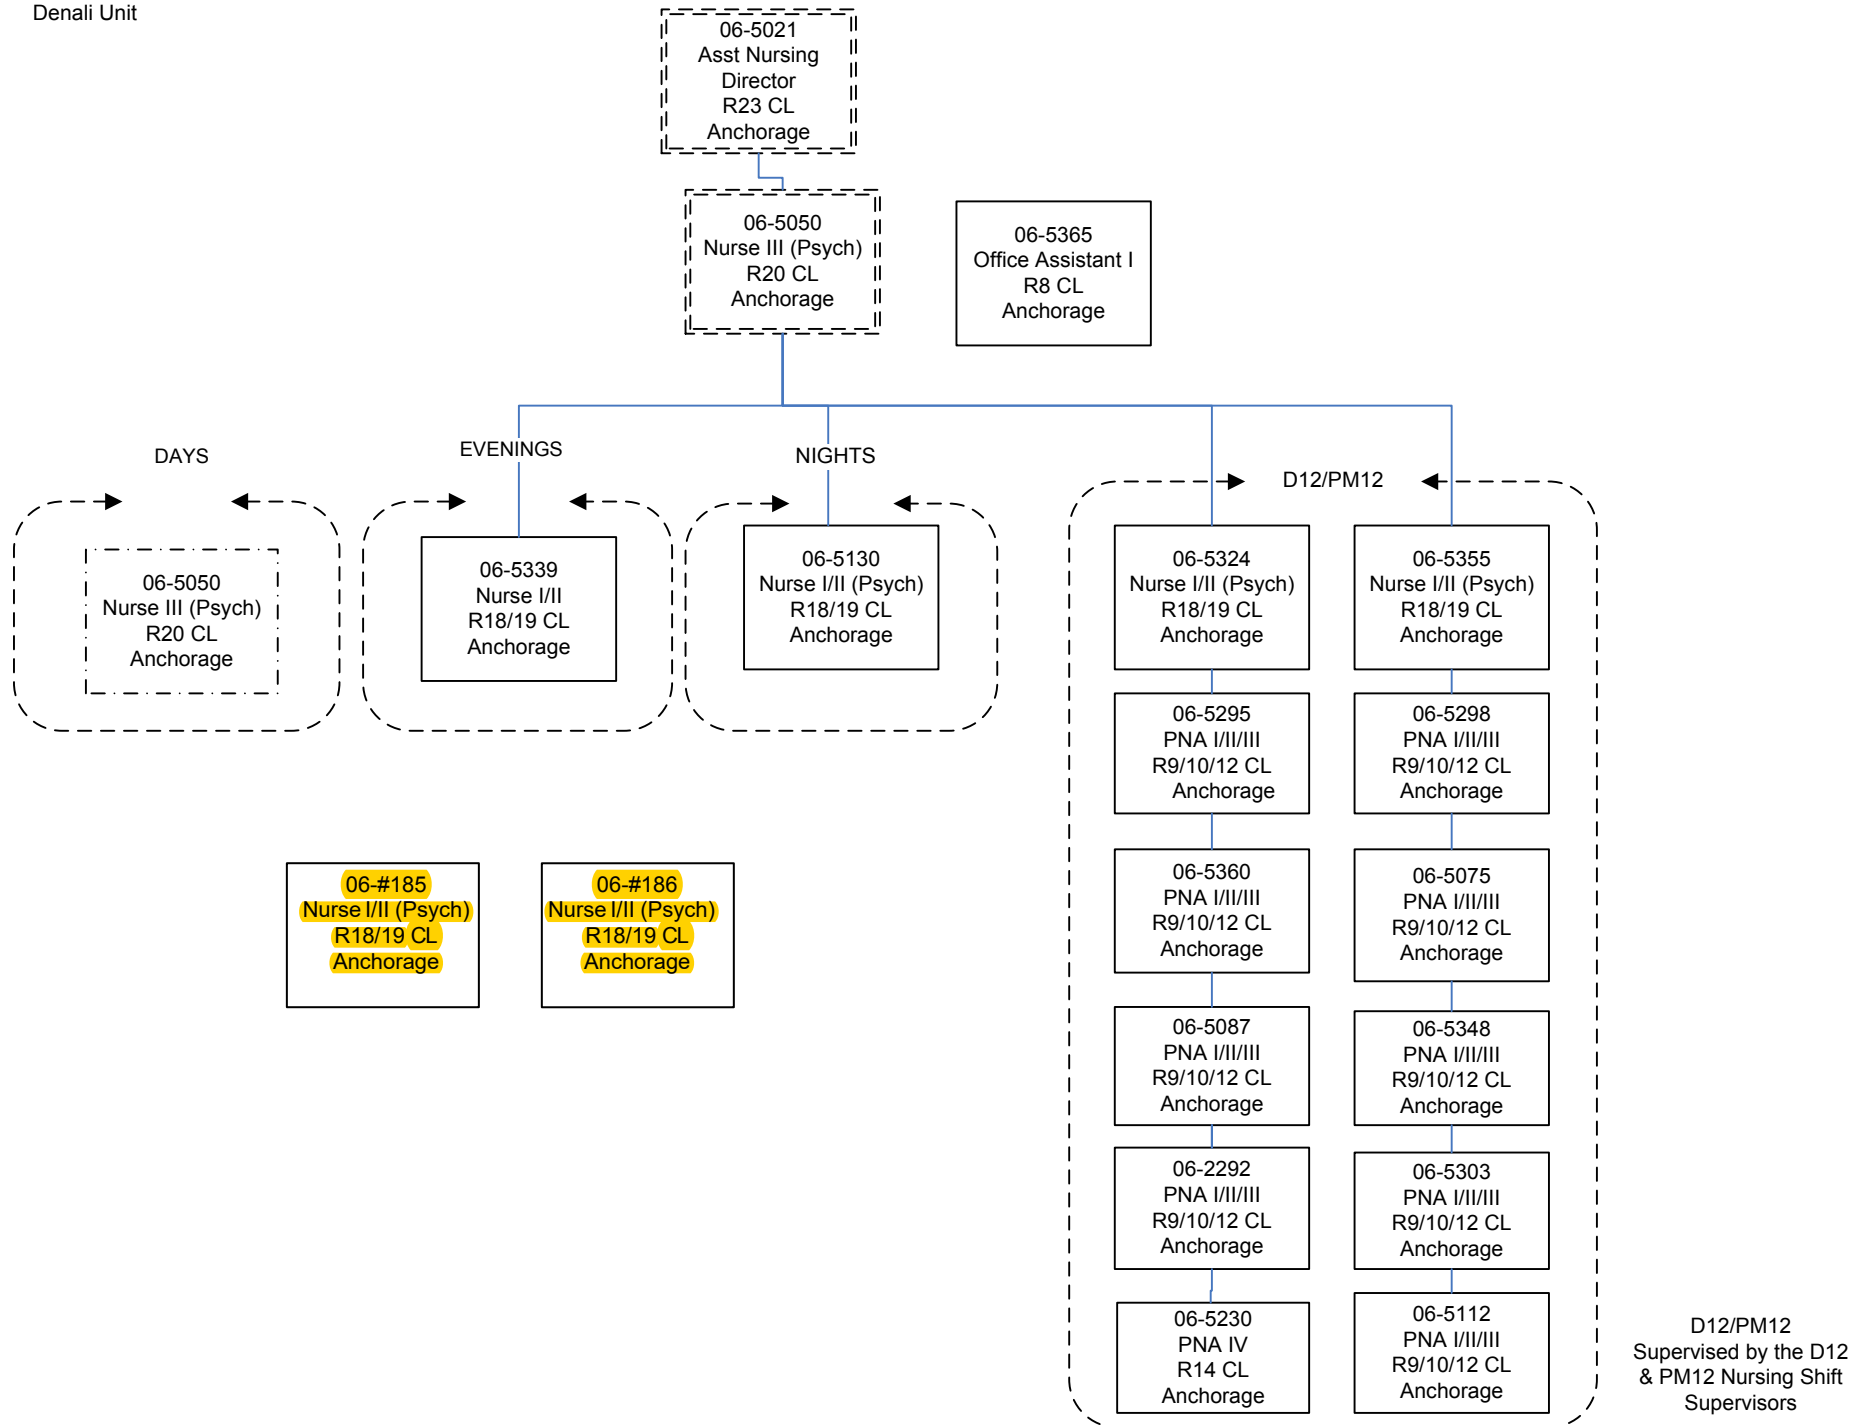 Denali Unit
06-5021
Asst Nursing
Director
R23 CL
Anchorage
06-5050
Nurse III (Psych)
R20 CL
Anchorage
06-5365
Office Assistant I
R8 CL
Anchorage
DAYS
EVENINGS
NIGHTS
D12/PM12
06-5050
Nurse III (Psych)
R20 CL
Anchorage
06-5339
Nurse I/II
R18/19 CL
Anchorage
06-5130
Nurse I/II (Psych)
R18/19 CL
Anchorage
06-5324
Nurse I/II (Psych)
R18/19 CL
Anchorage
06-5355
Nurse I/II (Psych)
R18/19 CL
Anchorage
06-5295
PNA I/II/III
R9/10/12 CL
Anchorage
06-5298
PNA I/II/III
R9/10/12 CL
Anchorage
06-#185
Nurse I/II (Psych)
R18/19 CL
Anchorage
06-#186
Nurse I/II (Psych)
R18/19 CL
Anchorage
06-5360
PNA I/II/III
R9/10/12 CL
Anchorage
06-5075
PNA I/II/III
R9/10/12 CL
Anchorage
06-5087
PNA I/II/III
R9/10/12 CL
Anchorage
06-5348
PNA I/II/III
R9/10/12 CL
Anchorage
06-2292
PNA I/II/III
R9/10/12 CL
Anchorage
06-5303
PNA I/II/III
R9/10/12 CL
Anchorage
06-5230
PNA IV
R14 CL
Anchorage
06-5112
PNA I/II/III
R9/10/12 CL
Anchorage
D12/PM12
Supervised by the D12
& PM12 Nursing Shift
Supervisors